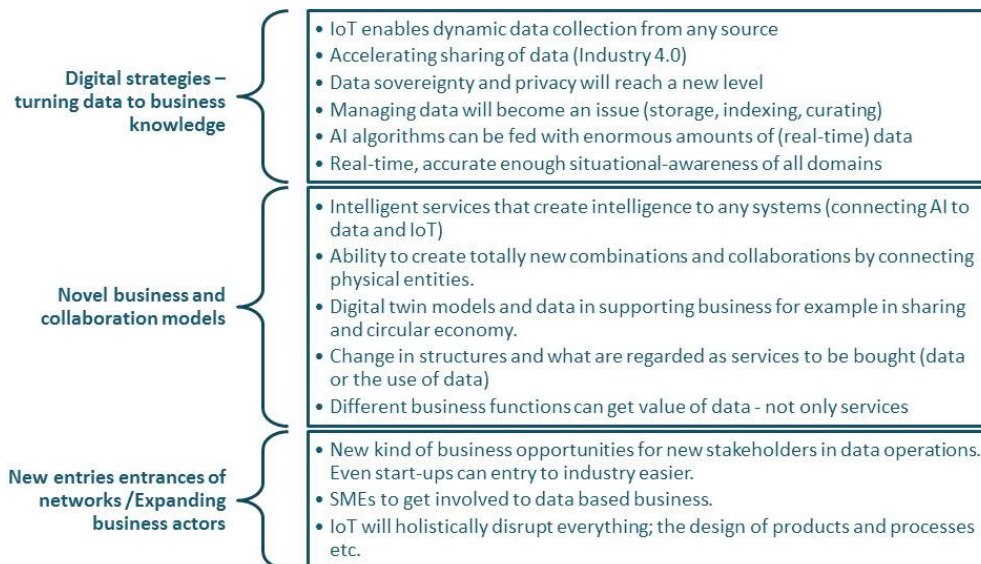 Digital strategies –
turning data to business
knowledge
• IoT enables dynamic data collection from any source
• Accelerating sharing of data (Industry 4.0)
• Data sovereignty and privacy will reach a new level
• Managing data will become an issue (storage, indexing, curating)
• AI algorithms can be fed with enormous amounts of (real-time) data
• Real-time, accurate enough situational-awareness of all domains
Novel business and
collaboration models
• Intelligent services that create intelligence to any systems (connecting AI to
data and IoT)
• Ability to create totally new combinations and collaborations by connecting
physical entities.
• Digital twin models and data in supporting business for example in sharing
and circular economy.
• Change in structures and what are regarded as services to be bought (data
or the use of data)
• Different business functions can get value of data - not only services
New entries entrances of
networks /Expanding
business actors
• New kind of business opportunities for new stakeholders in data operations.
Even start-ups can entry to industry easier.
• SMEs to get involved to data based business.
• IoT will holistically disrupt everything; the design of products and processes
etc.